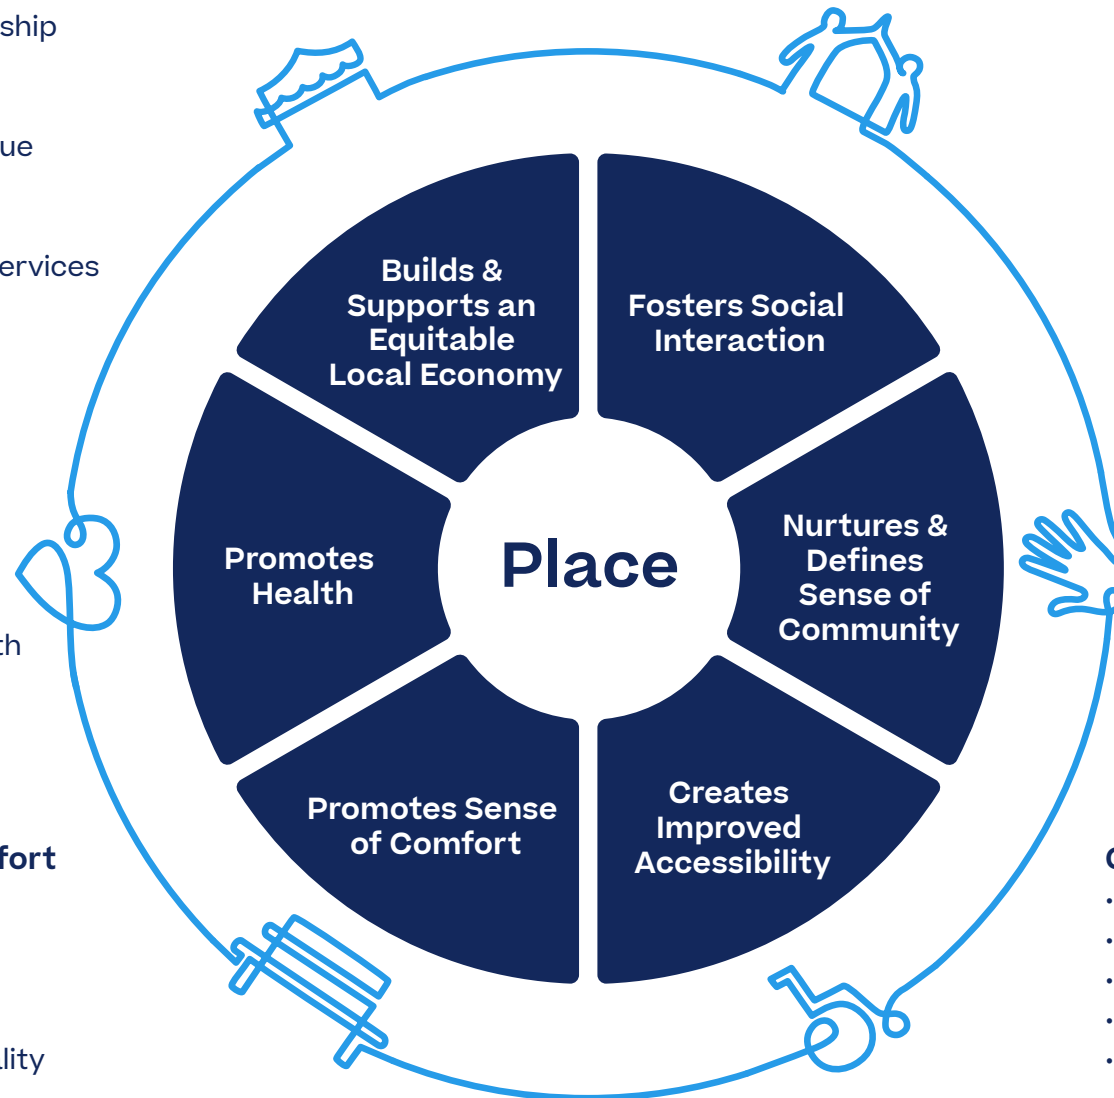 ship
ue
ervices
th
fort
lity
Builds &
Supports an
Equitable
Local Economy
Fosters Social
Interaction
Promotes
Health
Place
Nurtures &
Defines
Sense of
Community
Promotes Sense
of Comfort
Creates
Improved
Accessibility